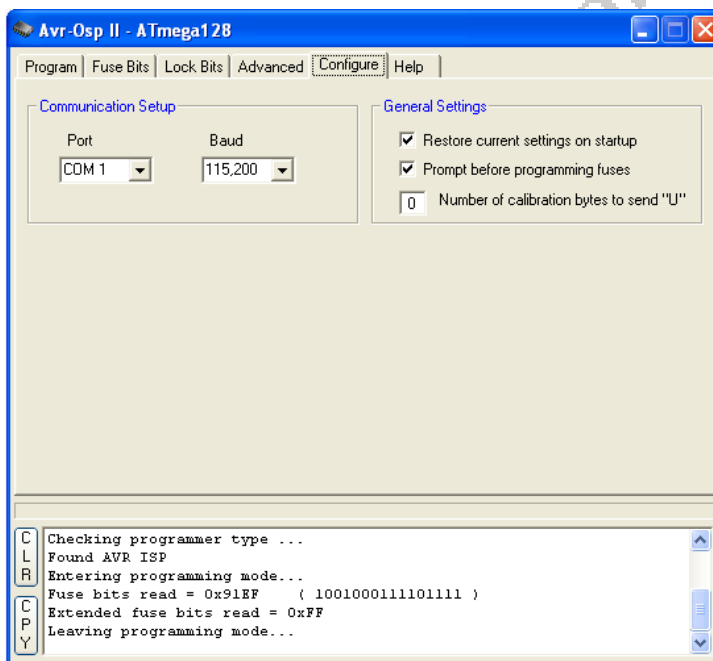 Avr-Osp II - ATmega128
Program Fuse Bits Lock Bits Advanced Configure Help
Communication Setup
Port Baud
COM 1 115,200
General Settings
Restore current settings on startup
Prompt before programming fuses
0 Number of calibration bytes to send "U"
CLR
CPY
Checking programmer type ...
Found AVR ISP
Entering programming mode...
Fuse bits read = 0x91EF ( 1001000111101111 )
Extended fuse bits read = 0xFF
Leaving programming mode...